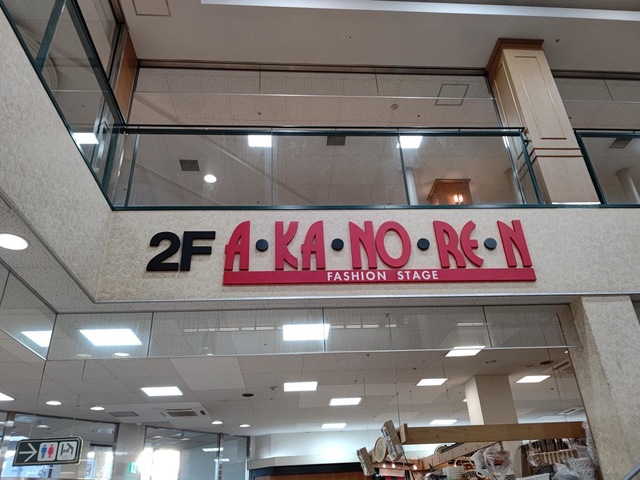 2F A・KA・NO・RE・N
FASHION STAGE